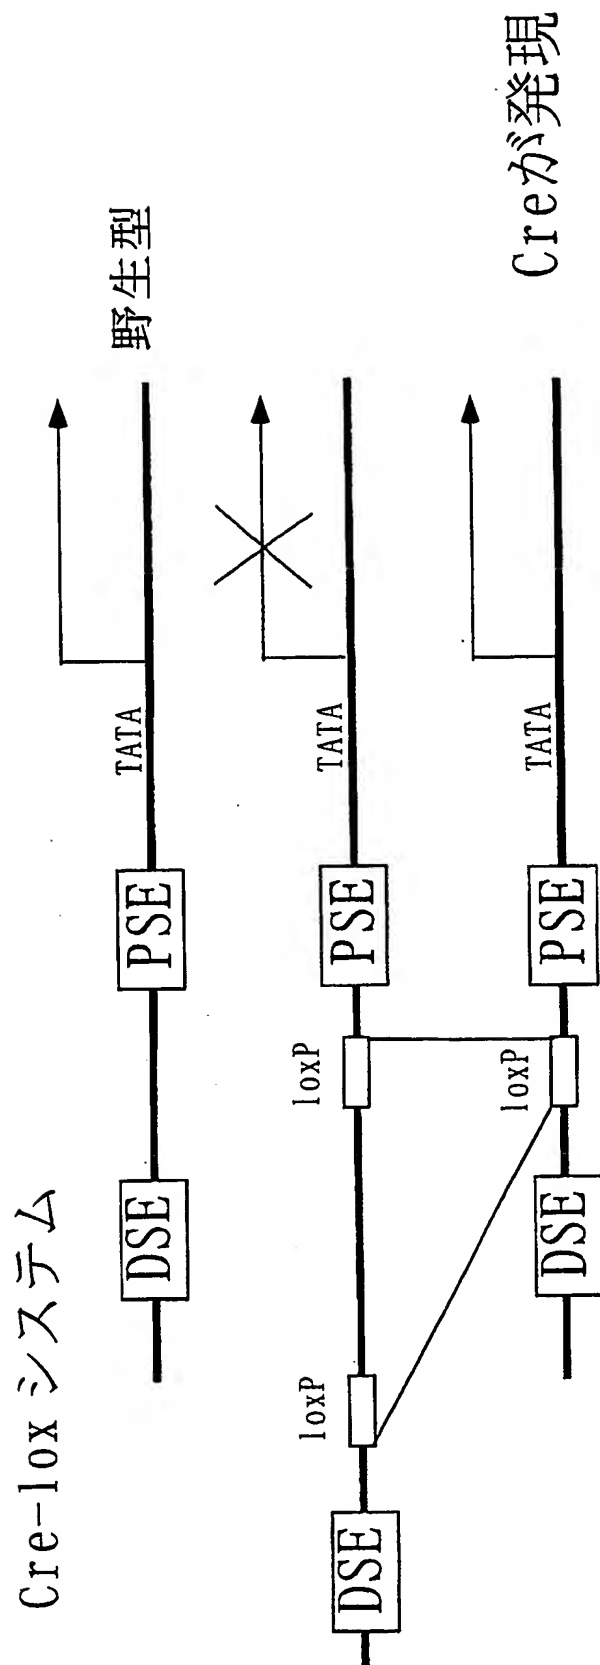 Cre-lox システム
DSE PSE TATA 野生型
loxP loxP
DSE PSE TATA
loxP
DSE PSE TATA
Creが発現